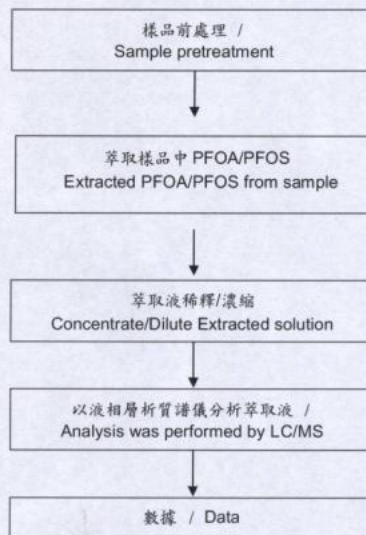 樣品前處理 /
Sample pretreatment
萃取樣品中 PFOA/PFOS
Extracted PFOA/PFOS from sample
萃取液稀釋/濃縮
Concentrate/Dilute Extracted solution
以液相層析質譜儀分析萃取液 /
Analysis was performed by LC/MS
數據 / Data